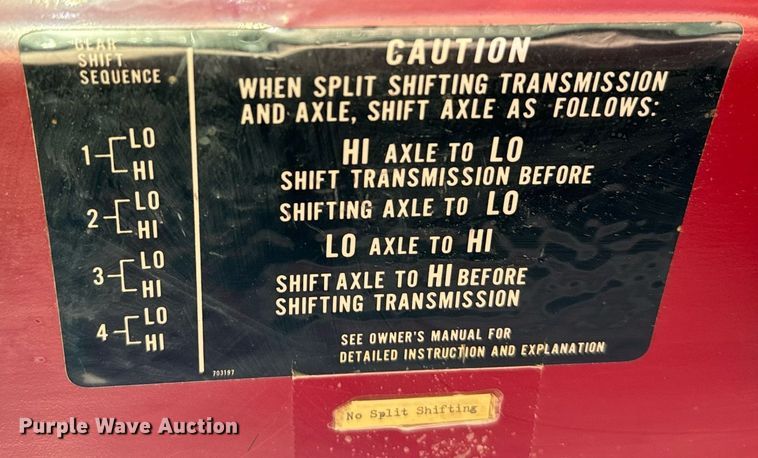 GEAR
SHIFT
SEQUENCE
1 LO
HI
2 LO
HI
3 LO
HI
4 LO
HI
CAUTION
WHEN SPLIT SHIFTING TRANSMISSION
AND AXLE, SHIFT AXLE AS FOLLOWS:
HI AXLE TO LO
SHIFT TRANSMISSION BEFORE
SHIFTING AXLE TO LO
LO AXLE TO HI
SHIFT AXLE TO HI BEFORE
SHIFTING TRANSMISSION
SEE OWNER'S MANUAL FOR
DETAILED INSTRUCTION AND EXPLANATION
703197
No Split Shifting
Purple Wave Auction